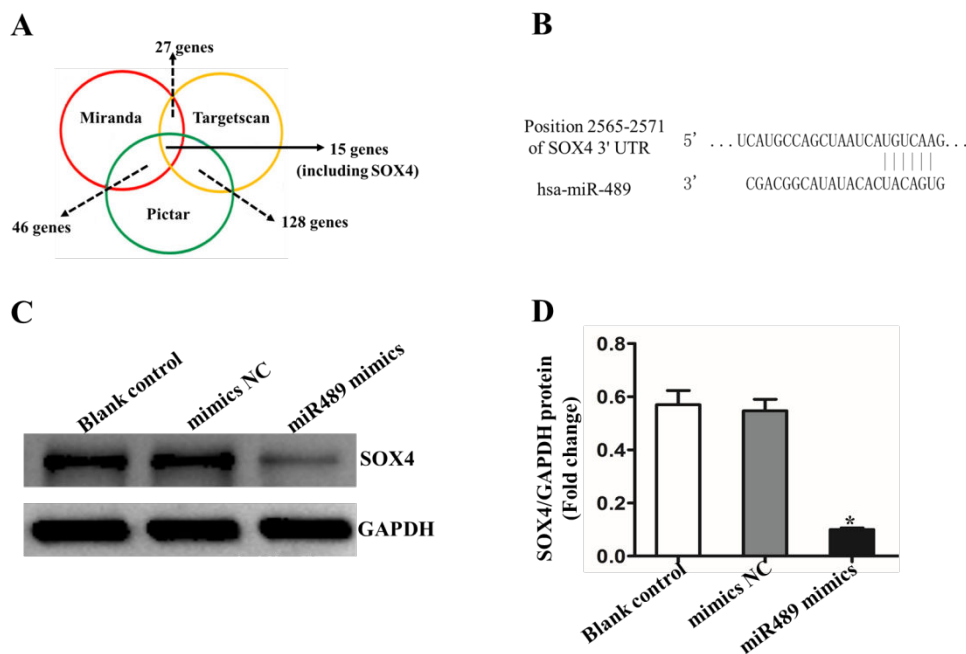 A
27 genes
Miranda
Targetscan
15 genes
(including SOX4)
Pictar
46 genes
128 genes
B
Position 2565-2571
of SOX4 3' UTR
5' ...UCAUGCCAGCUAAUCAUGUCAAG...
hsa-miR-489
3' CGACGGCAUAUACACUACAGUG
C
Blank control
mimics NC
miR489 mimics
SOX4
GAPDH
D
SOX4/GAPDH protein
(Fold change)
0.8
0.6
0.4
0.2
0.0
*
Blank control
mimics NC
miR489 mimics